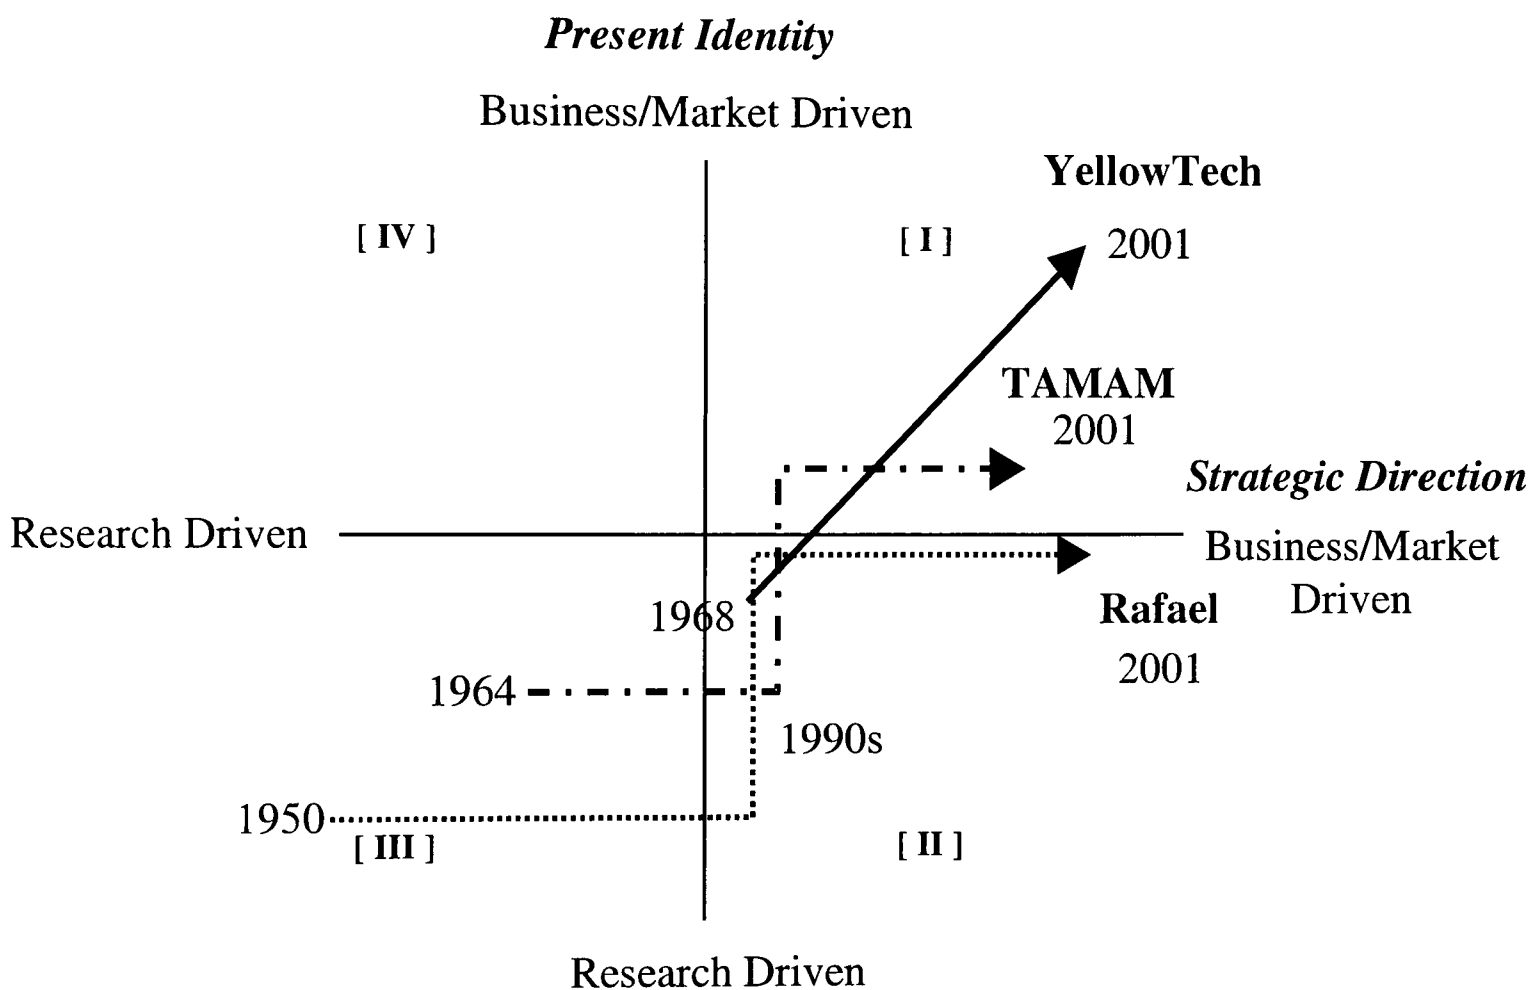 Present Identity
Business/Market Driven
YellowTech
[ IV ]
[ I ]
2001
TAMAM
2001
Strategic Direction
Research Driven
Business/Market
Driven
1968
Rafael
2001
1964
1990s
1950
[ III ]
[ II ]
Research Driven